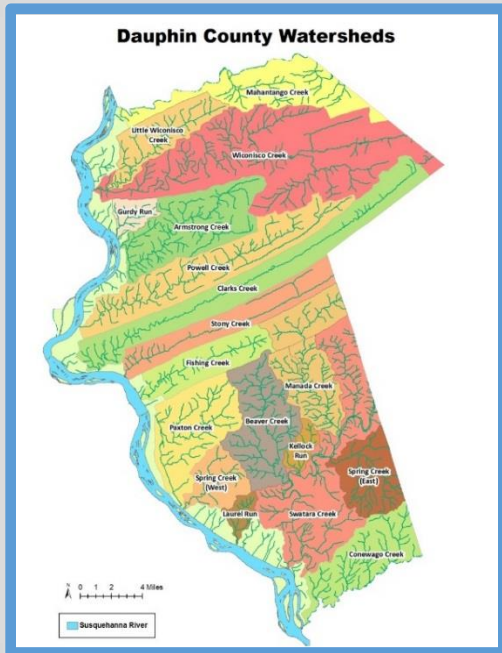 Dauphin County Watersheds
Mahantango Creek
Little Wiconisco
Creek
Wiconisco Creek
Gurdy Run
Armstrong Creek
Powell Creek
Clarks Creek
Stony Creek
Fishing Creek
Manada Creek
Paxton Creek
Beaver Creek
Kellock
Run
Spring Creek
(West)
Spring Creek
(East)
Laurel Run
Swatara Creek
Conewago Creek
N
0 1 2 4 Miles
Susquehanna River